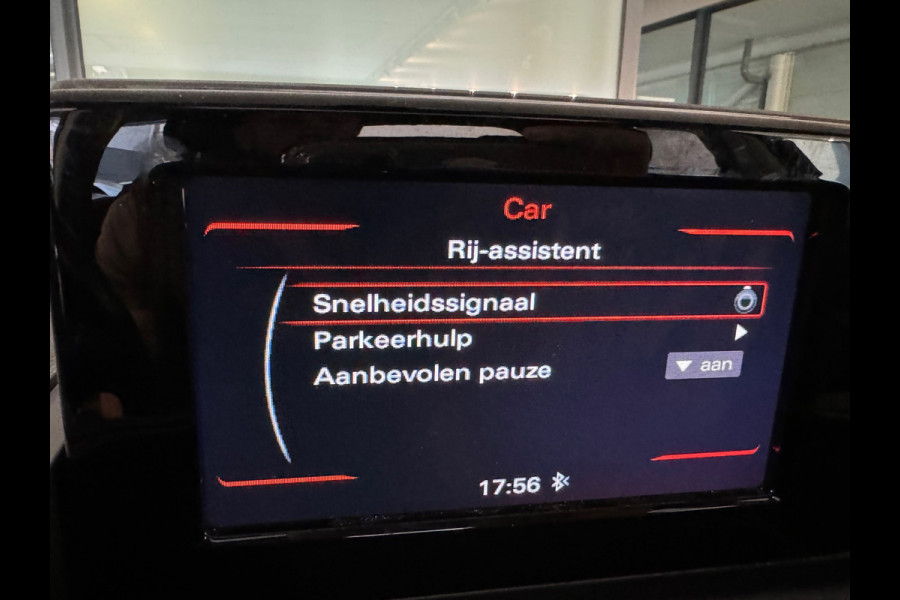 Car
Rij-assistent
Snelheidssignaal
Parkeerhulp
Aanbevolen pauze
aan
17:56